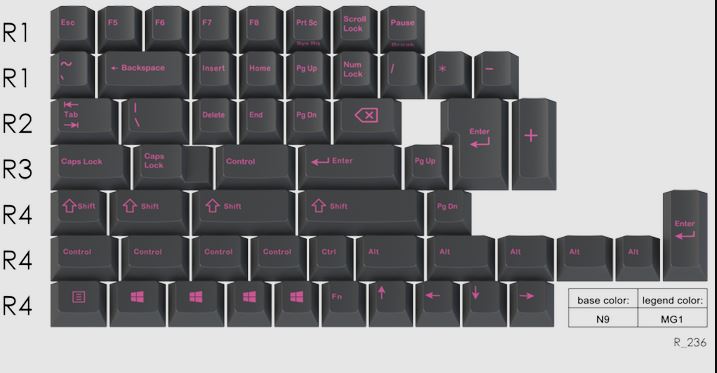 R1
Esc F5 F6 F7 F8 Prt Sc Scroll Lock Pause
Sys Rq Break
R1
~ ` ← Backspace Insert Home Pg Up Num Lock / * -
R2
Tab | \ Delete End Pg Dn Enter +
R3
Caps Lock Caps Lock Control Enter Pg Up
R4
Shift Shift Shift Shift Pg Dn Enter
R4
Control Control Control Control Ctrl Alt Alt Alt Alt Alt
R4
Fn ↑ ← ↓ →
base color: legend color:
N9 MG1
R_236